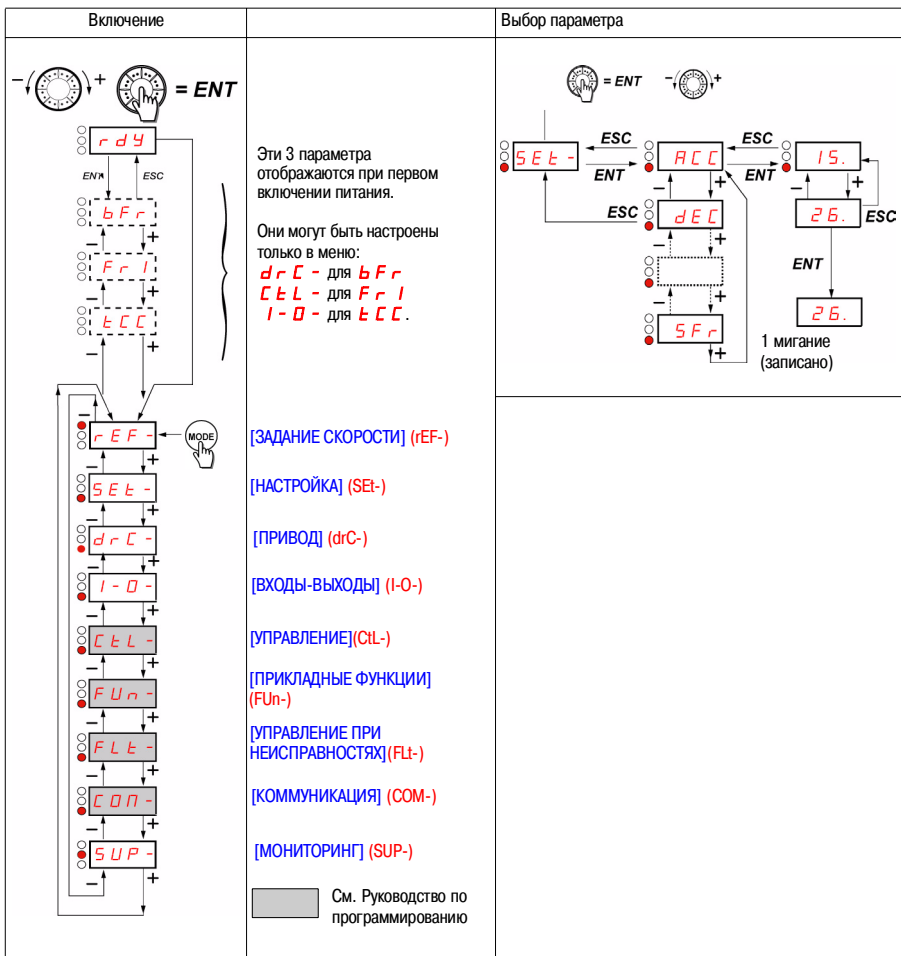 Включение
Выбор параметра
– + = ENT
= ENT – +
rdY
ENT ESC
bFr
– +
Fr1
– +
tCC
– +
Эти 3 параметра
отображаются при первом
включении питания.
Они могут быть настроены
только в меню:
drC- для bFr
CtL- для Fr1
I-O- для tCC.
SEt- ESC ENT ACC ESC ENT 15.
– + – +
ESC dEC 26. ESC
– +
ENT
– SFr 26.
+ 1 мигание
(записано)
–
rEF- MODE [ЗАДАНИЕ СКОРОСТИ] (rEF-)
– +
SEt- [НАСТРОЙКА] (SEt-)
– +
drC- [ПРИВОД] (drC-)
– +
I-O- [ВХОДЫ-ВЫХОДЫ] (I-O-)
– +
CtL- [УПРАВЛЕНИЕ](CtL-)
– +
FUn- [ПРИКЛАДНЫЕ ФУНКЦИИ]
(FUn-)
– +
FLt- [УПРАВЛЕНИЕ ПРИ
НЕИСПРАВНОСТЯХ](FLt-)
– +
COM- [КОММУНИКАЦИЯ] (COM-)
– +
SUP- [МОНИТОРИНГ] (SUP-)
– +
См. Руководство по
программированию